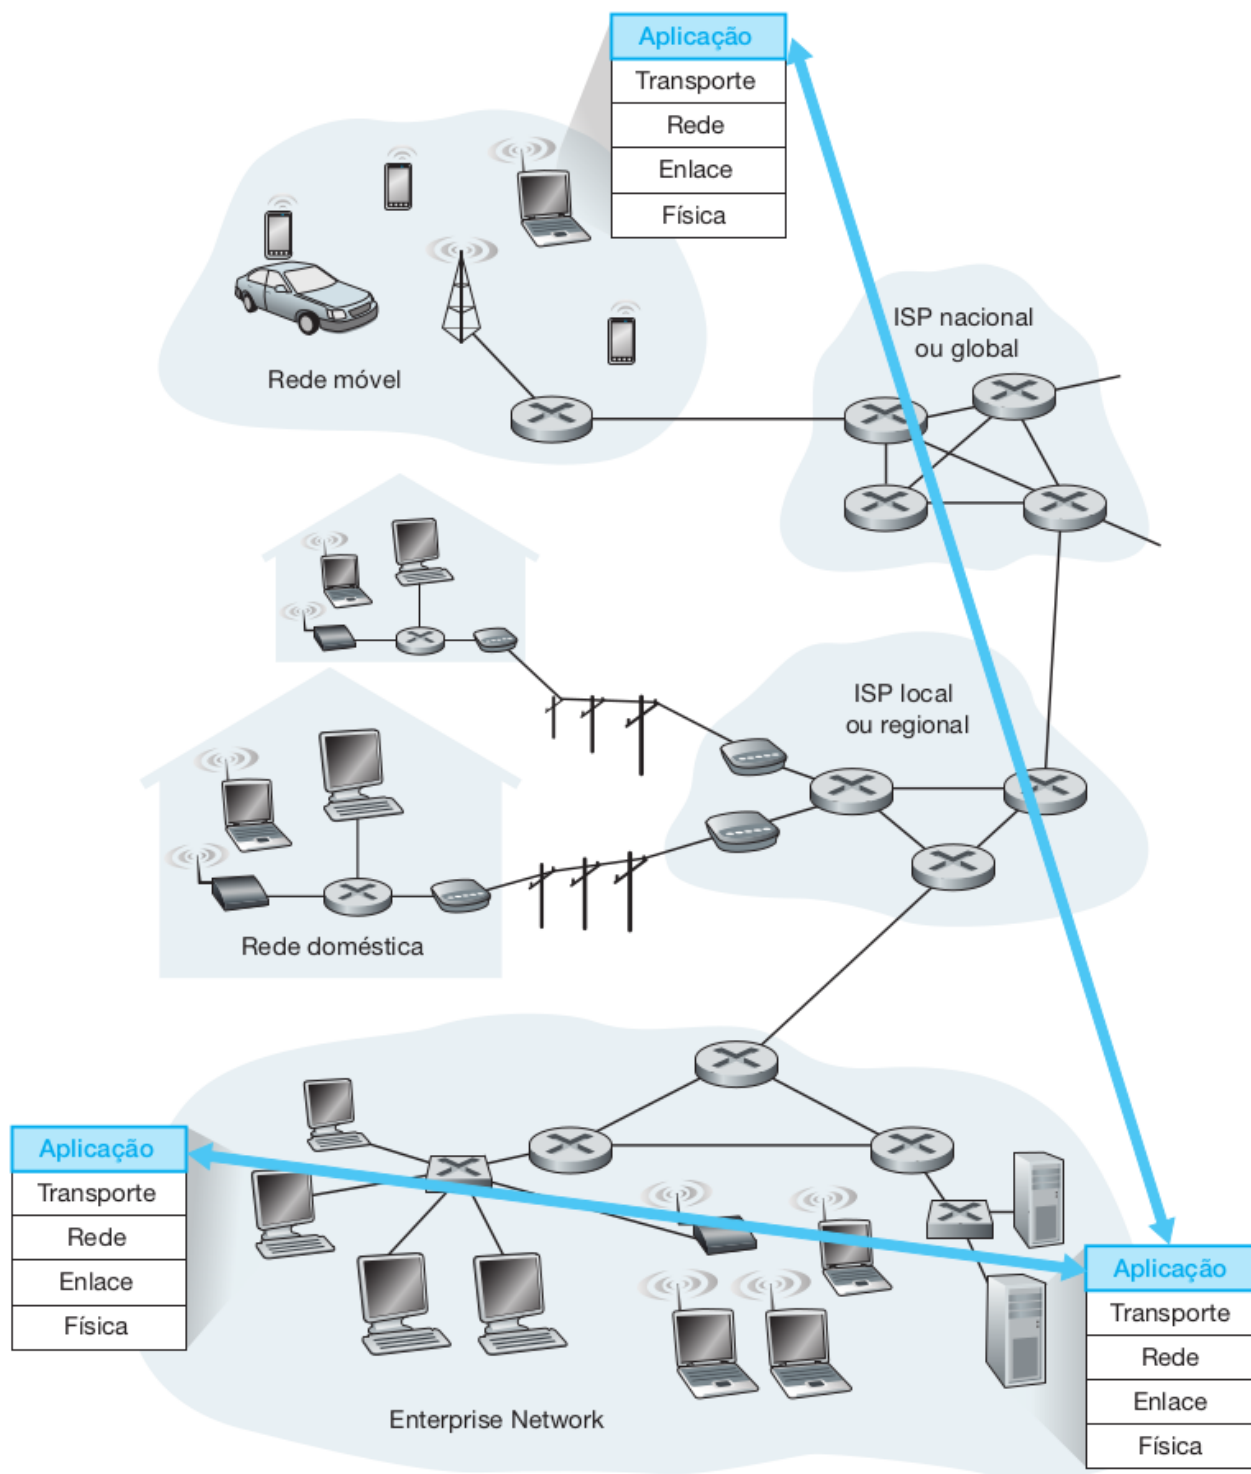 Aplicação
Transporte
Rede
Enlace
Física
ISP nacional
ou global
Rede móvel
ISP local
ou regional
Rede doméstica
Aplicação
Transporte
Rede
Enlace
Física
Aplicação
Transporte
Rede
Enlace
Física
Enterprise Network